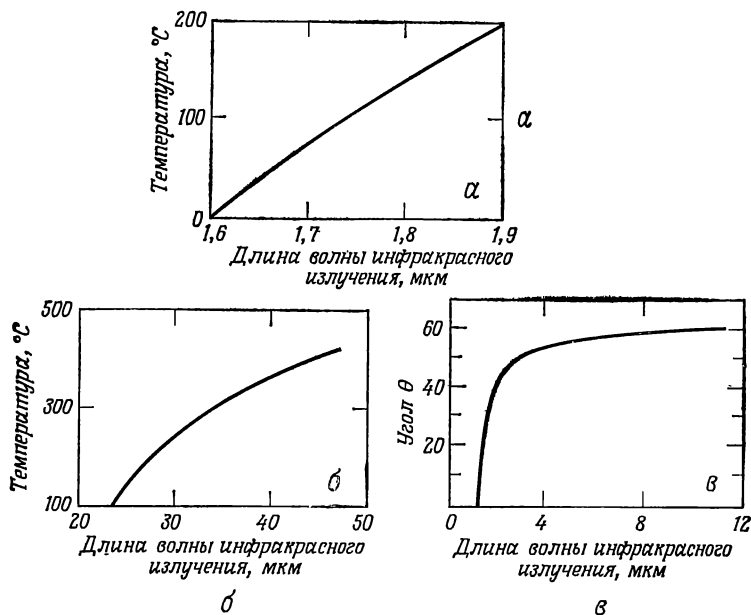 Температура, °С
200
100
0
1,6
1,7
1,8
1,9
а
а
Длина волны инфракрасного
излучения, мкм
Температура, °С
500
300
100
20
30
40
50
б
Длина волны инфракрасного
излучения, мкм
б
Угол θ
60
40
20
0
4
8
12
в
Длина волны инфракрасного
излучения, мкм
в